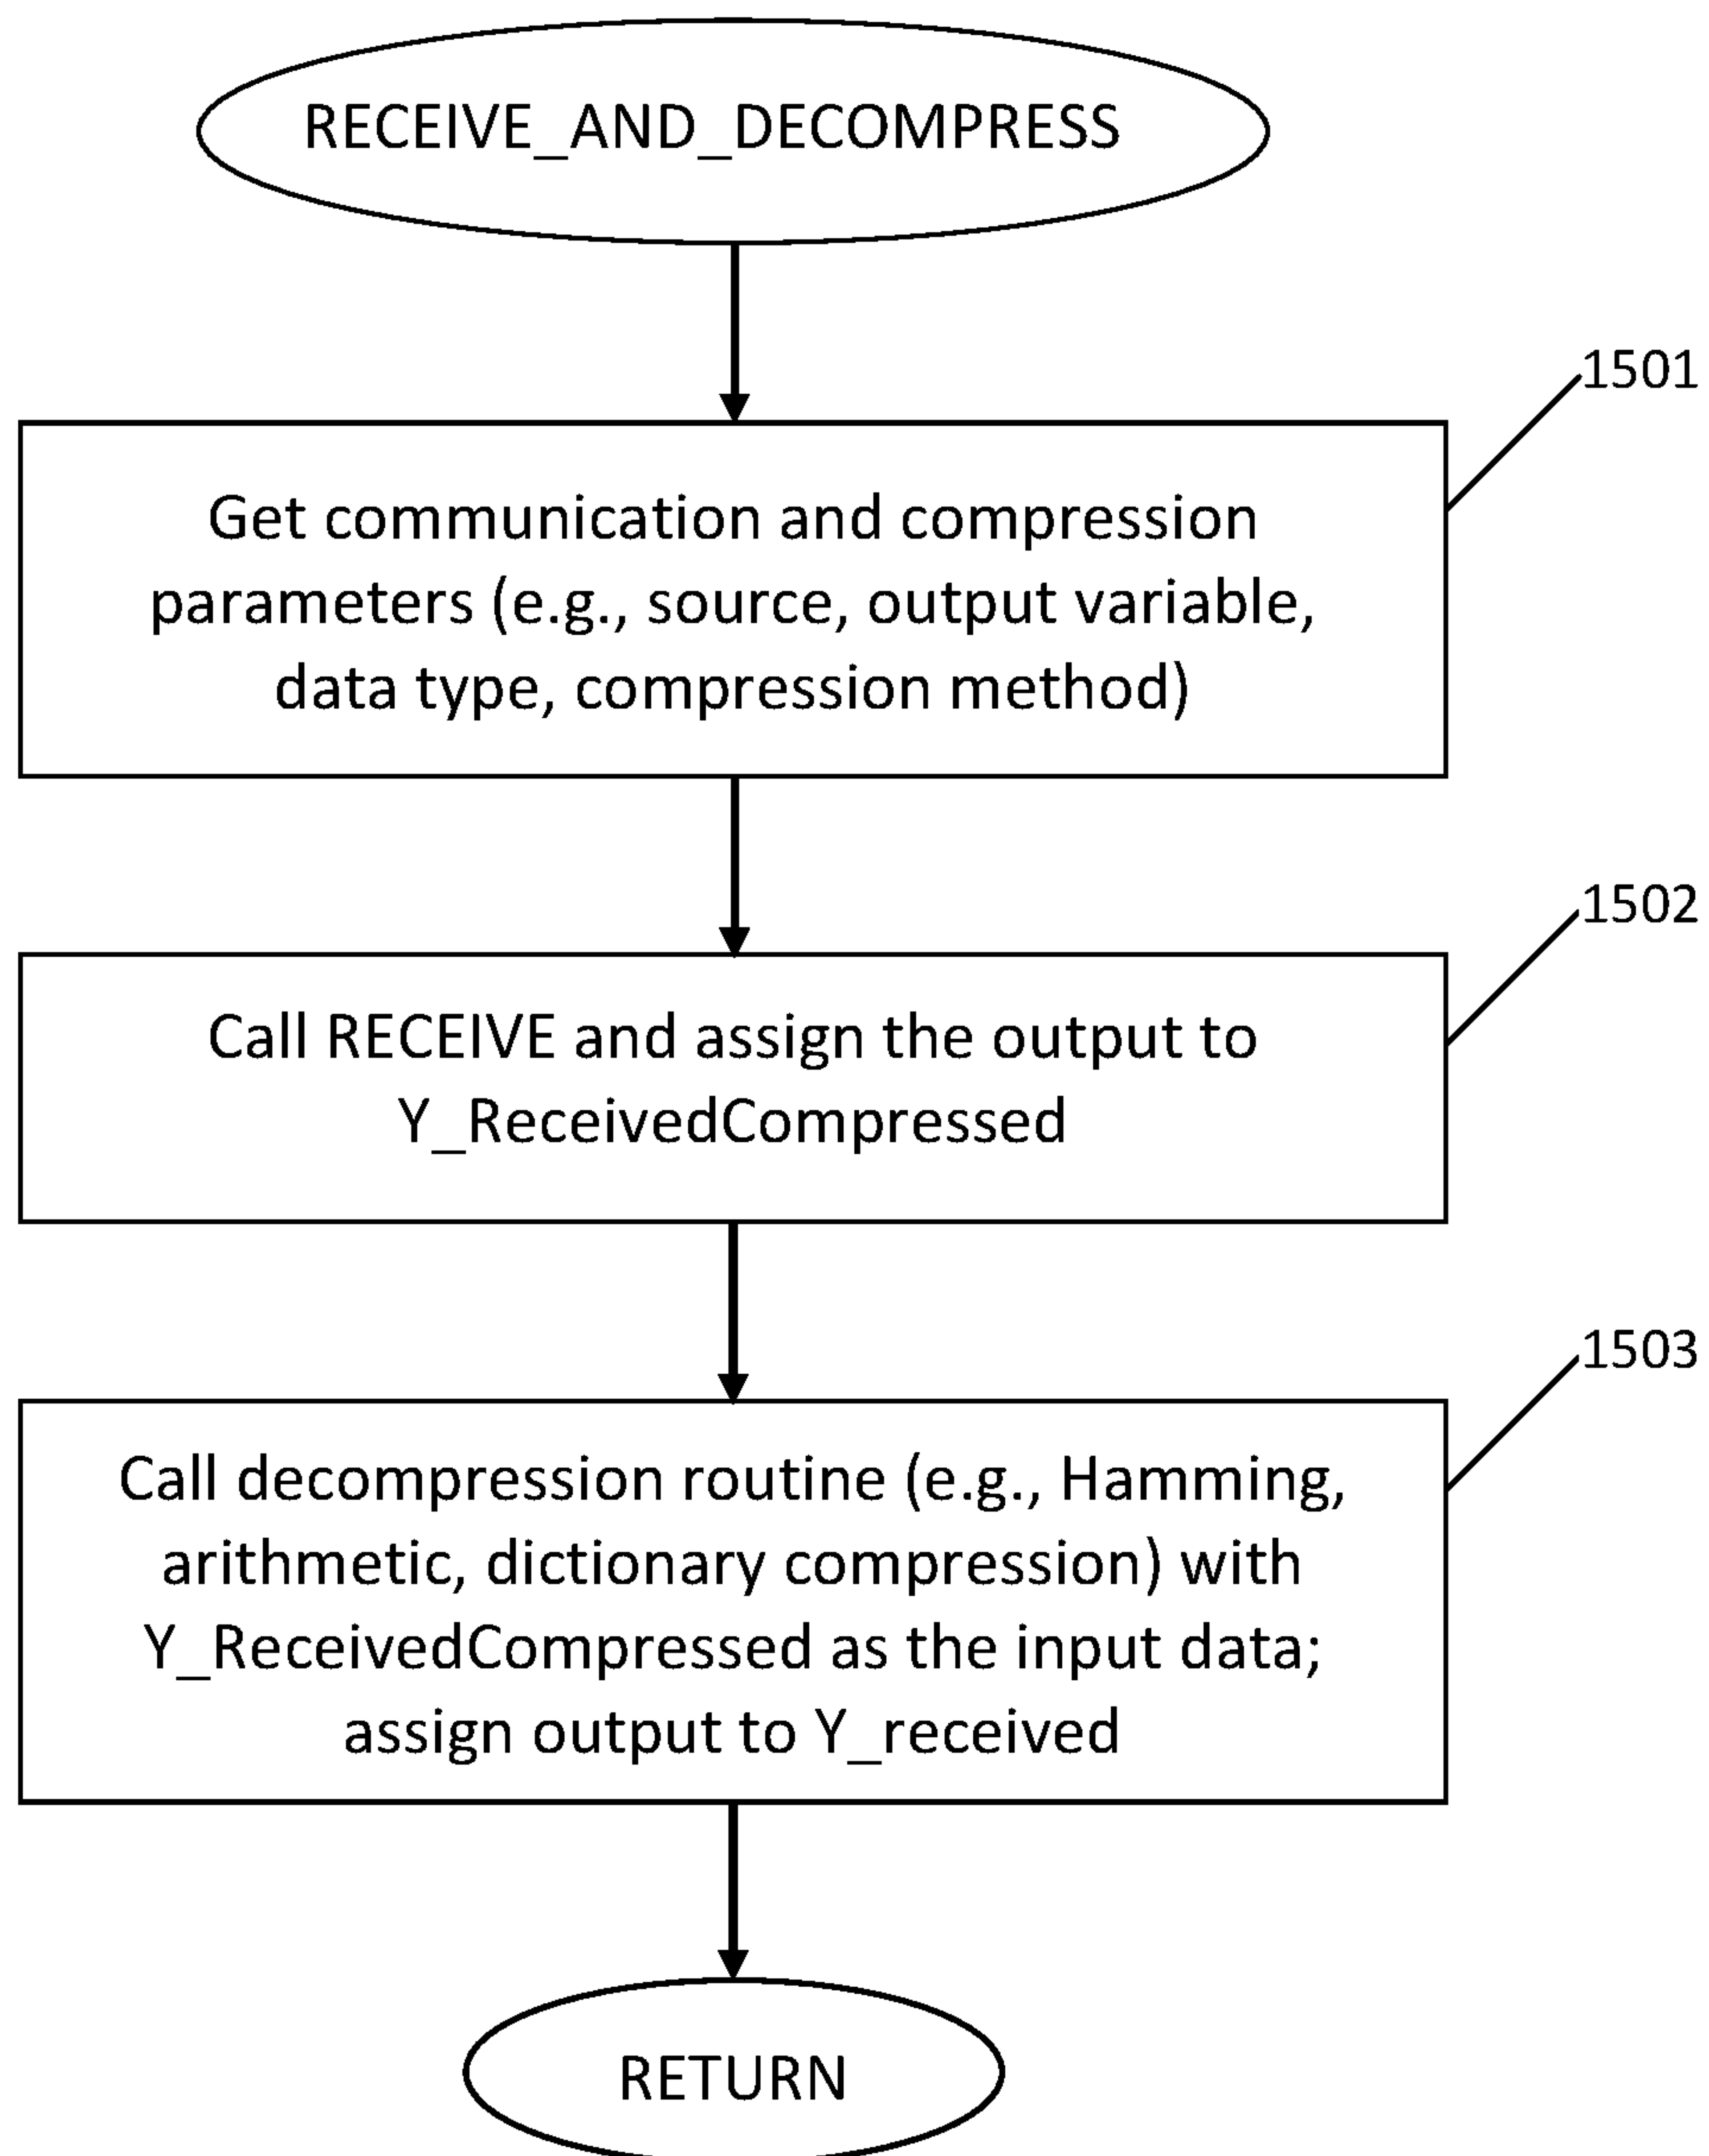 RECEIVE_AND_DECOMPRESS
1501
Get communication and compression
parameters (e.g., source, output variable,
data type, compression method)
1502
Call RECEIVE and assign the output to
Y_ReceivedCompressed
1503
Call decompression routine (e.g., Hamming,
arithmetic, dictionary compression) with
Y_ReceivedCompressed as the input data;
assign output to Y_received
RETURN